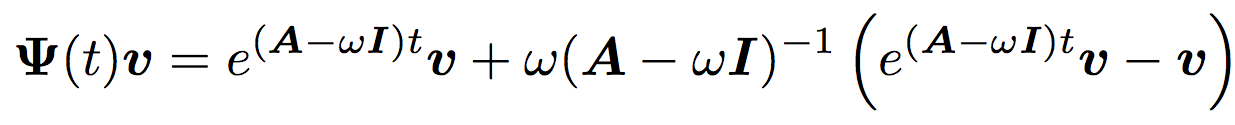 𝚿(t)𝒗 = e^{(𝑨−ω𝑰)t}𝒗 + ω(𝑨 − ω𝑰)^{−1} (e^{(𝑨−ω𝑰)t}𝒗 − 𝒗)